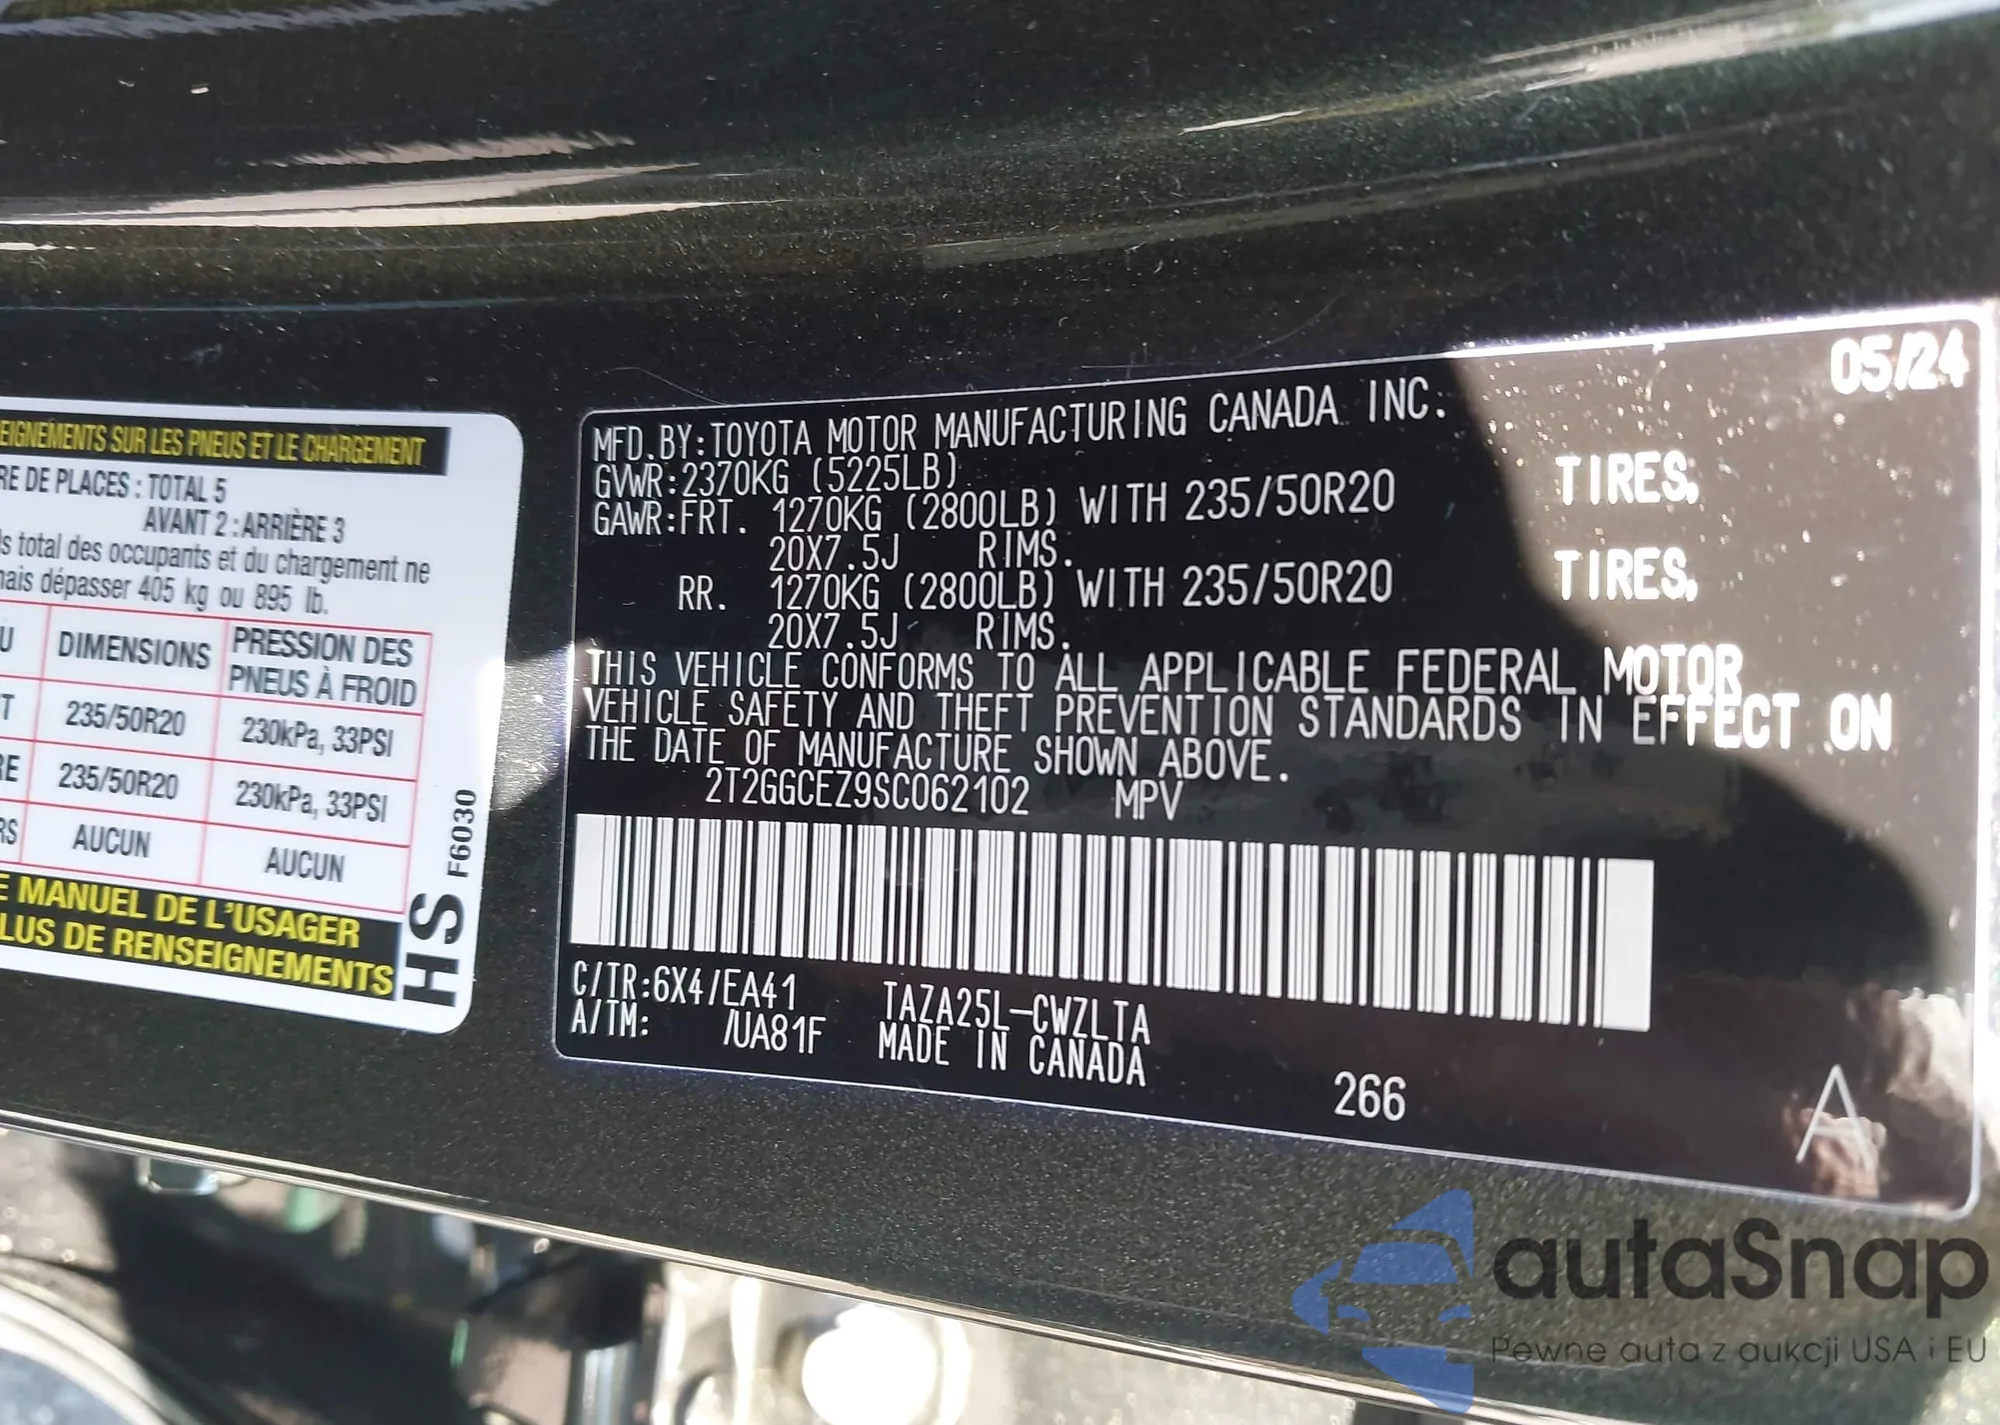 EIGNEMENTS SUR LES PNEUS ET LE CHARGEMENT
RE DE PLACES : TOTAL 5
AVANT 2 : ARRIÈRE 3
ds total des occupants et du chargement ne
mais dépasser 405 kg ou 895 lb.
U DIMENSIONS PRESSION DES
PNEUS À FROID
T 235/50R20 230kPa, 33PSI
RE 235/50R20 230kPa, 33PSI
RS AUCUN AUCUN
E MANUEL DE L'USAGER
LUS DE RENSEIGNEMENTS
HS F6030
05/24
MFD.BY:TOYOTA MOTOR MANUFACTURING CANADA INC.
GVWR:2370KG (5225LB)
GAWR:FRT. 1270KG (2800LB) WITH 235/50R20 TIRES,
20X7.5J RIMS.
RR. 1270KG (2800LB) WITH 235/50R20 TIRES,
20X7.5J RIMS.
THIS VEHICLE CONFORMS TO ALL APPLICABLE FEDERAL MOTOR
VEHICLE SAFETY AND THEFT PREVENTION STANDARDS IN EFFECT ON
THE DATE OF MANUFACTURE SHOWN ABOVE.
2T2GGCEZ9SC062102 MPV
C/TR:6X4/EA41 TAZA25L-CWZLTA
A/TM: /UA81F MADE IN CANADA
266
A
autaSnap
Pewne auta z aukcji USA i EU